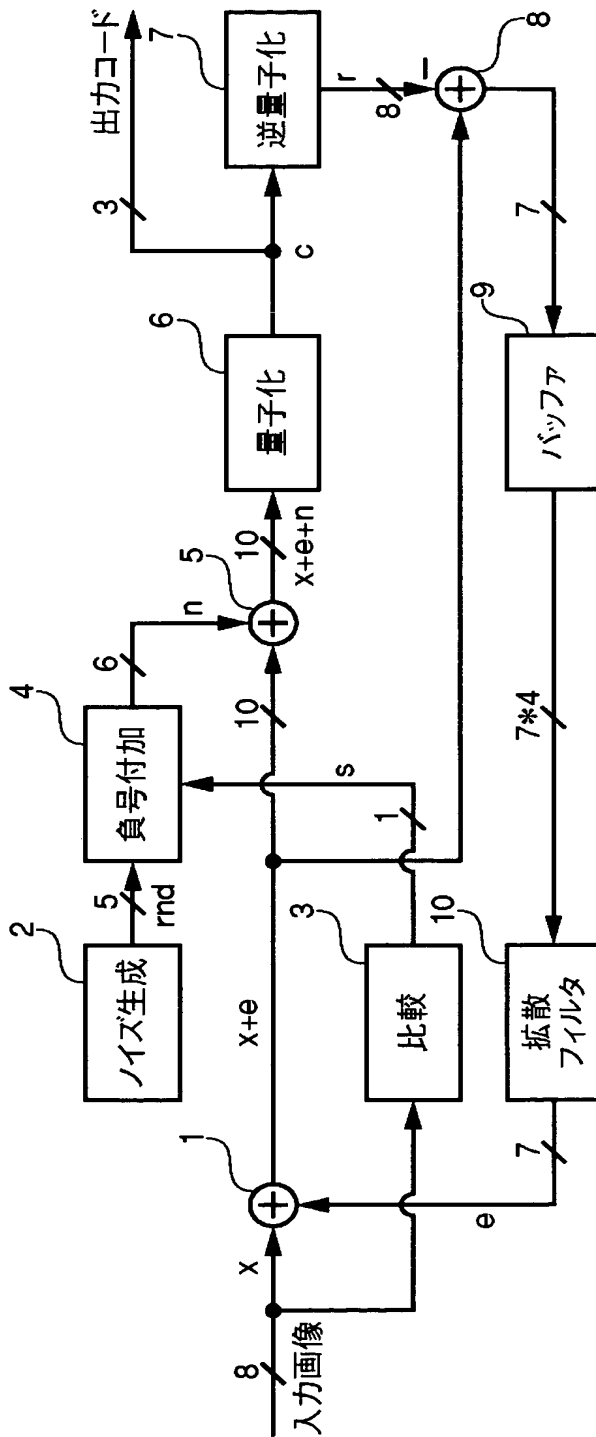 入力画像
8
x
1
x+e
e
7
2
ノイズ生成
5
rnd
4
負号付加
6
n
5
10
10
x+e+n
6
量子化
c
3
出力コード
7
逆量子化
r
8
−
8
3
比較
1
s
7
9
バッファ
7*4
10
拡散
フィルタ